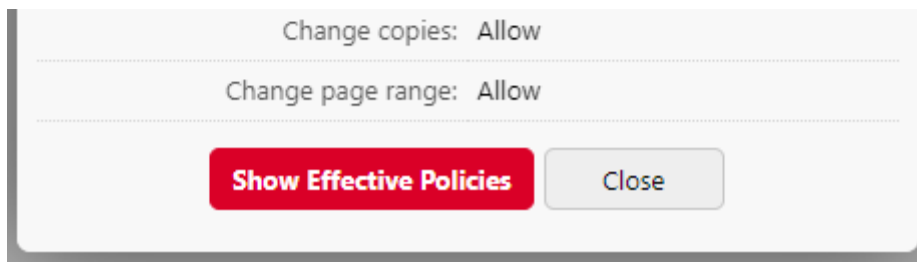 Change copies: Allow
Change page range: Allow
Show Effective Policies Close